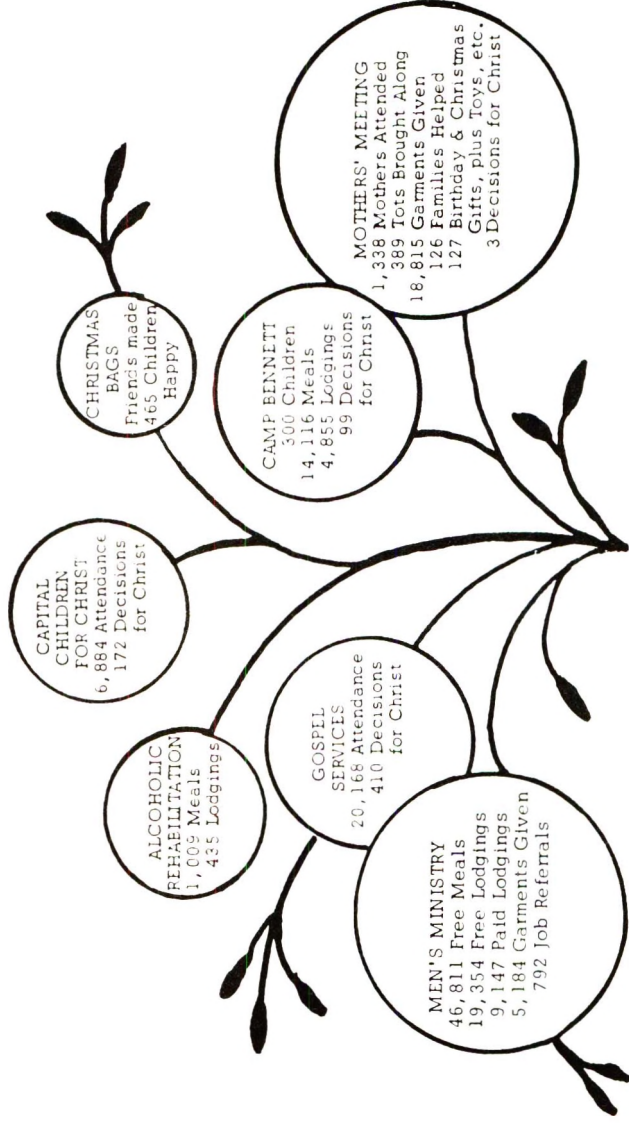 CAPITAL
CHILDREN
FOR CHRIST
6,884 Attendance
172 Decisions
for Christ
CHRISTMAS
BAGS
Friends made
465 Children
Happy
ALCOHOLIC
REHABILITATION
1,009 Meals
435 Lodgings
CAMP BENNETT
300 Children
14,116 Meals
4,855 Lodgings
99 Decisions
for Christ
GOSPEL
SERVICES
20,168 Attendance
410 Decisions
for Christ
MOTHERS' MEETING
1,338 Mothers Attended
389 Tots Brought Along
18,815 Garments Given
126 Families Helped
127 Birthday & Christmas
Gifts, plus Toys, etc.
3 Decisions for Christ
MEN'S MINISTRY
46,811 Free Meals
19,354 Free Lodgings
9,147 Paid Lodgings
5,184 Garments Given
792 Job Referrals